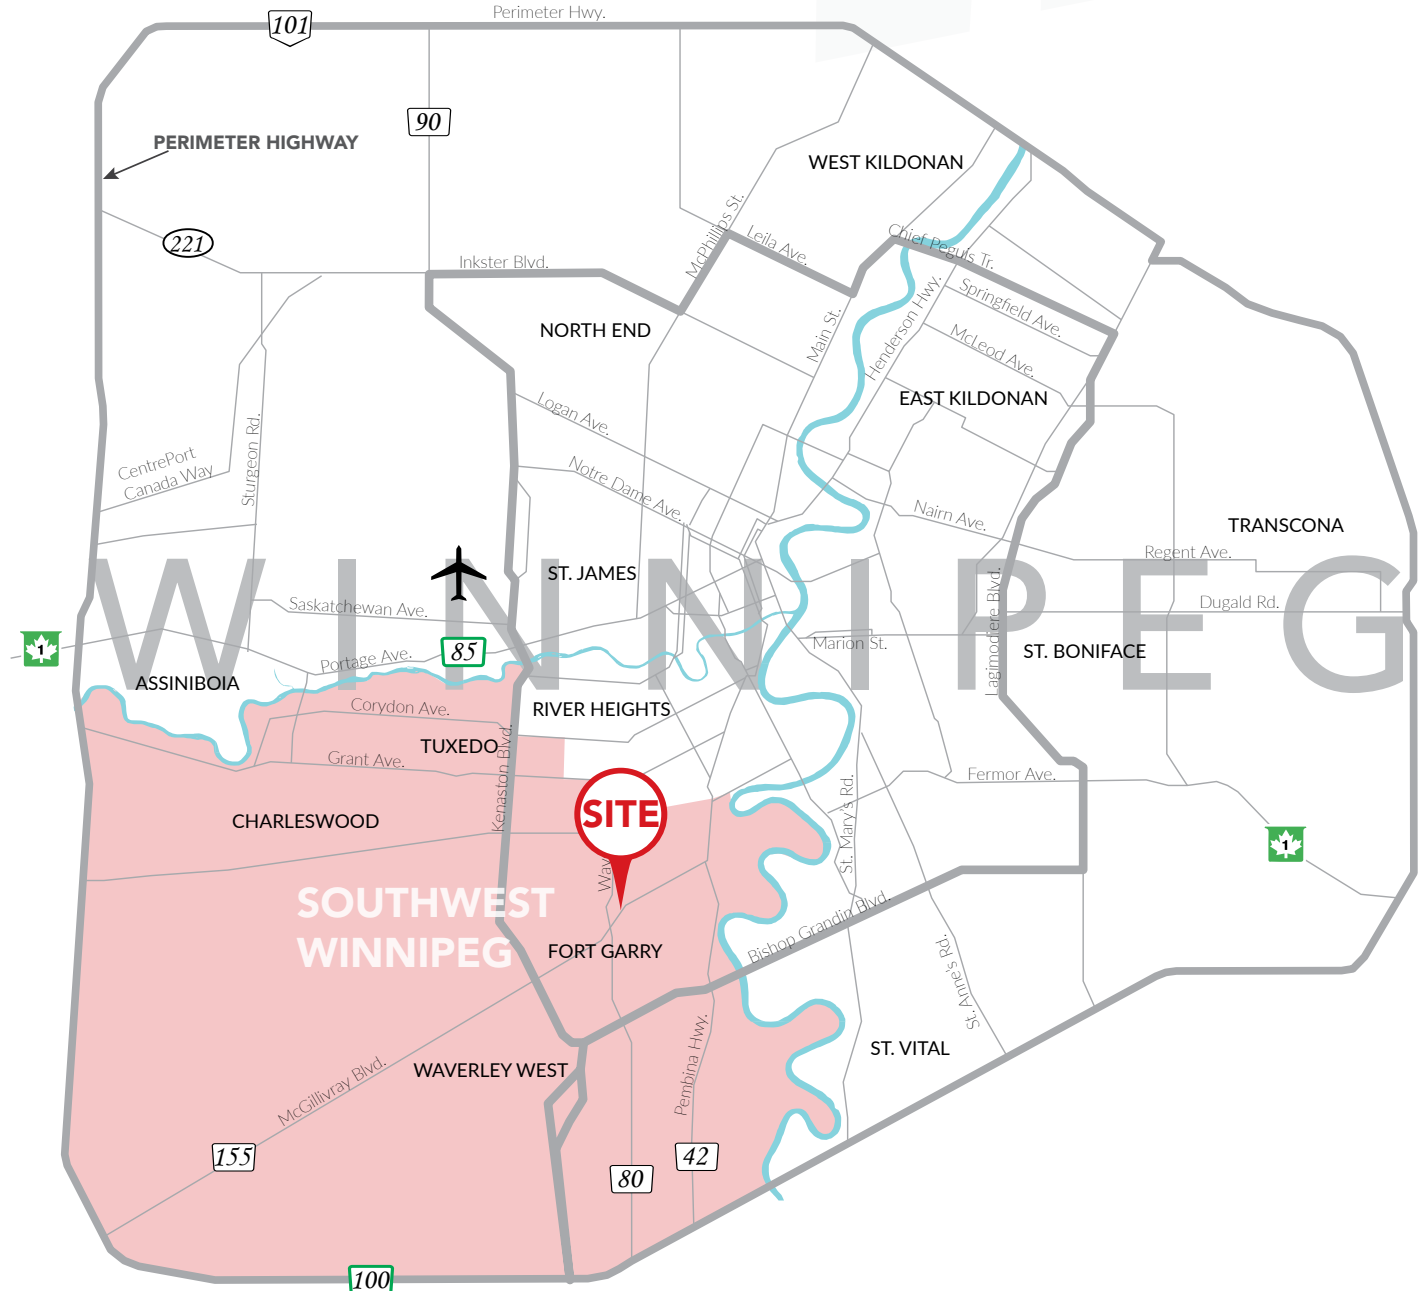 Perimeter Hwy.
101
90
PERIMETER HIGHWAY
WEST KILDONAN
221
McPhillips St.
Leila Ave.
Chief Peguis Tr.
Inkster Blvd.
Springfield Ave.
Henderson Hwy.
NORTH END
Main St.
McLeod Ave.
EAST KILDONAN
Logan Ave.
Sturgeon Rd.
CentrePort
Canada Way
Notre Dame Ave.
Nairn Ave.
TRANSCONA
Regent Ave.
WINNIPEG
ST. JAMES
Saskatchewan Ave.
Lagimodiere Blvd.
Dugald Rd.
1
85
Portage Ave.
Marion St.
ST. BONIFACE
ASSINIBOIA
Corydon Ave.
RIVER HEIGHTS
TUXEDO
Grant Ave.
Kenaston Blvd.
Fermor Ave.
SITE
St. Mary's Rd.
CHARLESWOOD
1
Wav
SOUTHWEST
WINNIPEG
FORT GARRY
Bishop Grandin Blvd.
St. Anne's Rd.
ST. VITAL
WAVERLEY WEST
Pembina Hwy.
McGillivray Blvd.
155
42
80
100